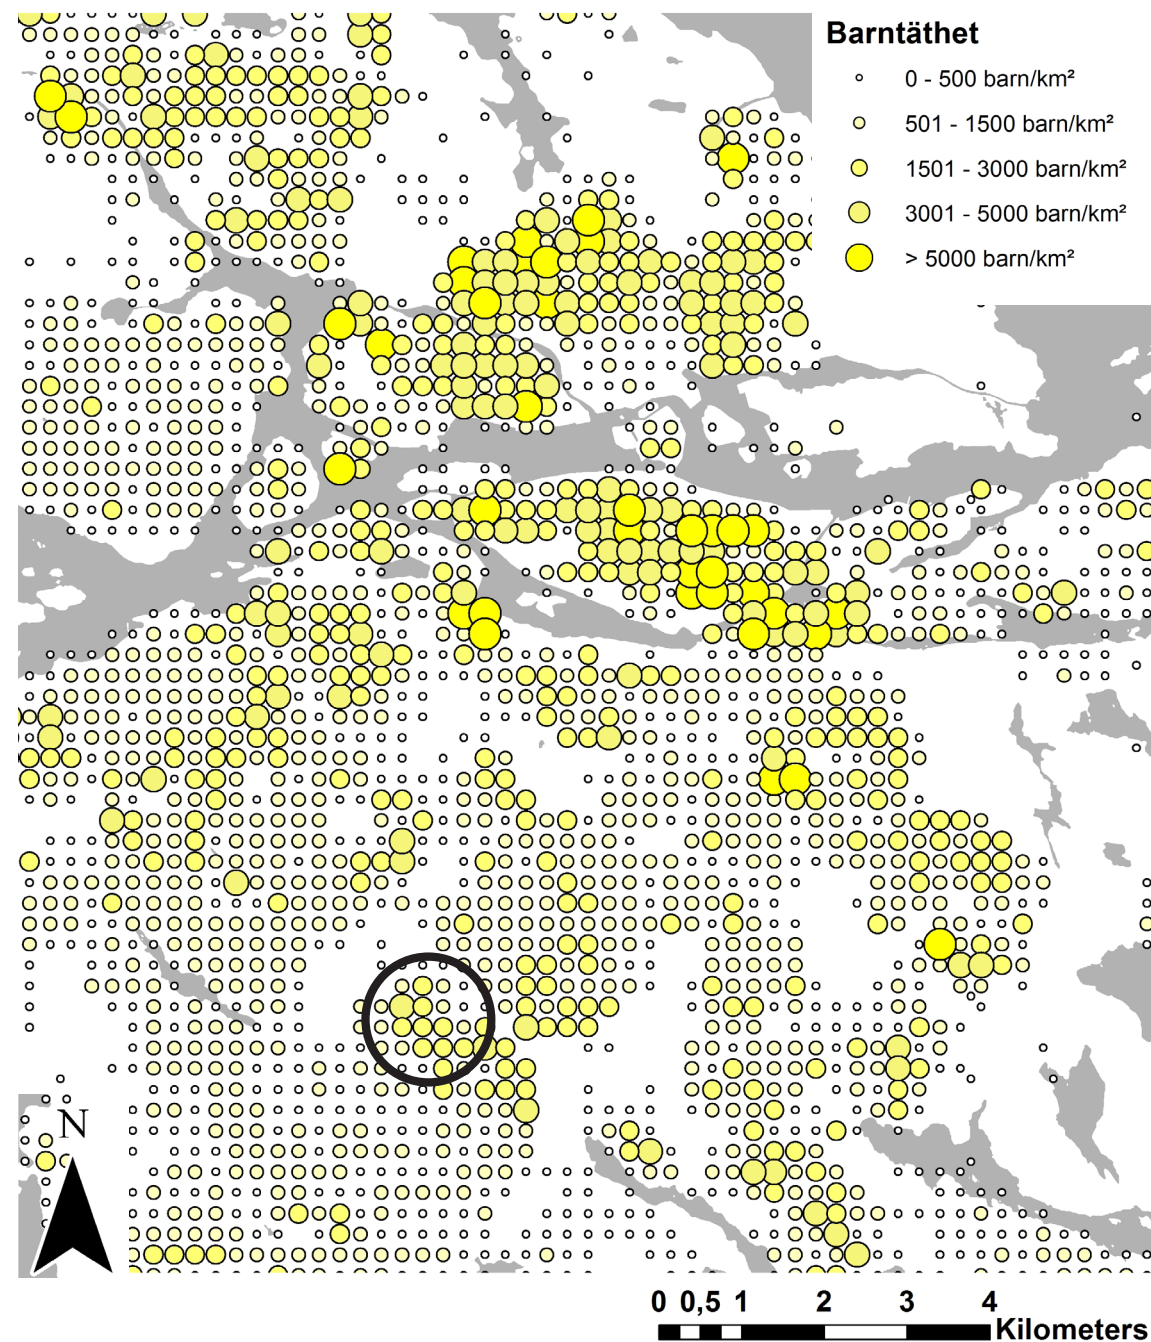 Barntäthet
0 - 500 barn/km²
501 - 1500 barn/km²
1501 - 3000 barn/km²
3001 - 5000 barn/km²
> 5000 barn/km²
N
0 0,5 1 2 3 4
Kilometers